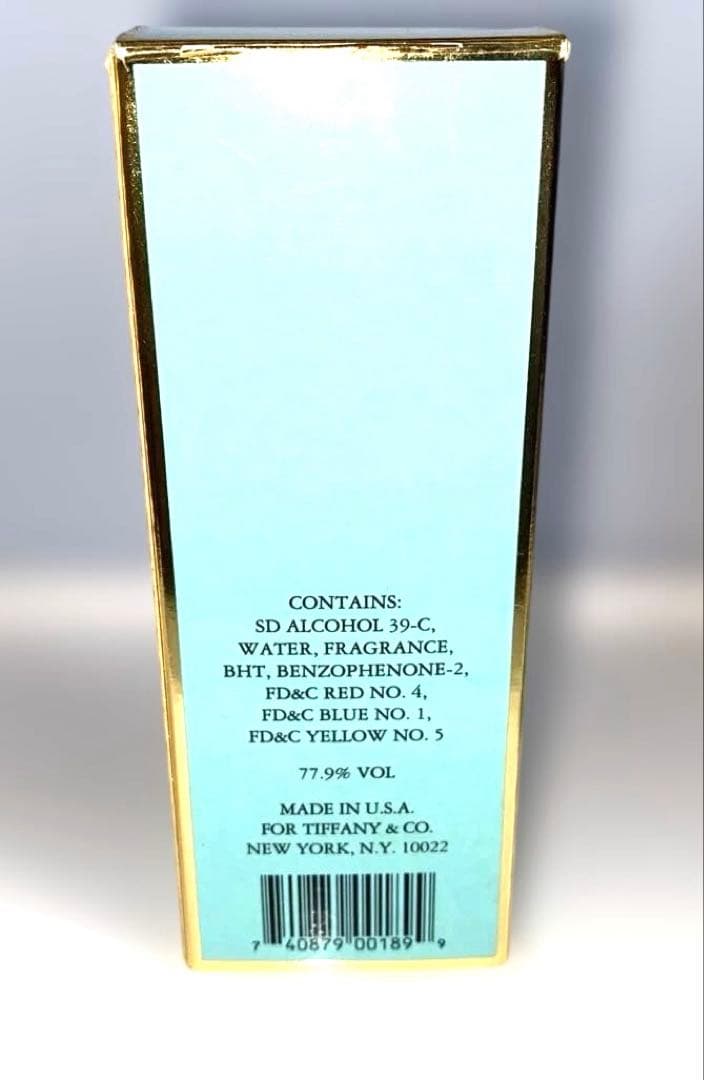 CONTAINS:
SD ALCOHOL 39-C,
WATER, FRAGRANCE,
BHT, BENZOPHENONE-2,
FD&C RED NO. 4,
FD&C BLUE NO. 1,
FD&C YELLOW NO. 5
77.9% VOL
MADE IN U.S.A.
FOR TIFFANY & CO.
NEW YORK, N.Y. 10022
7 40879 00189 9